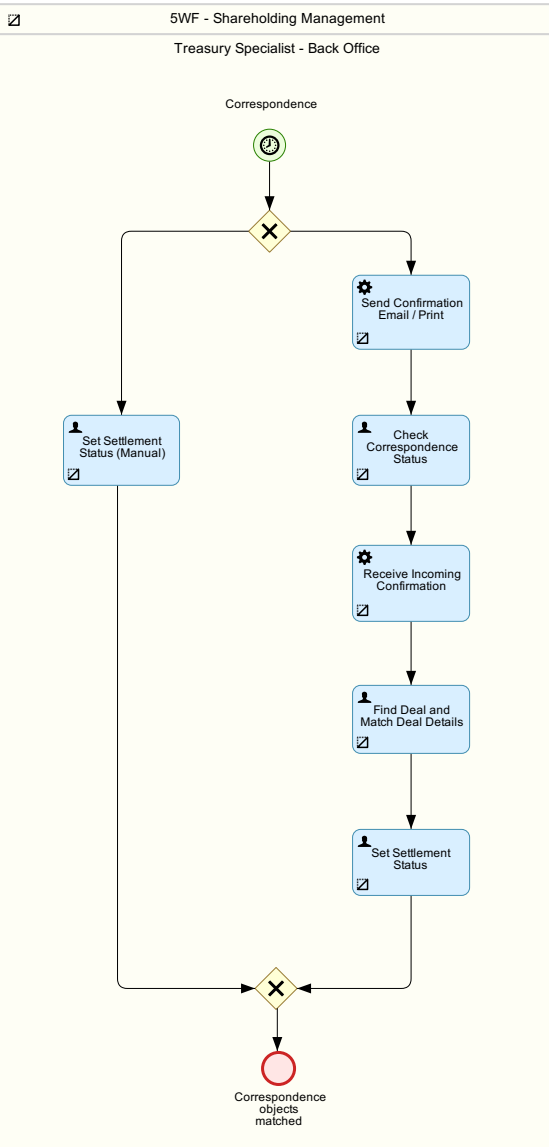 5WF - Shareholding Management
Treasury Specialist - Back Office
Correspondence
Send Confirmation
Email / Print
Set Settlement
Status (Manual)
Check
Correspondence
Status
Receive Incoming
Confirmation
Find Deal and
Match Deal Details
Set Settlement
Status
Correspondence
objects
matched